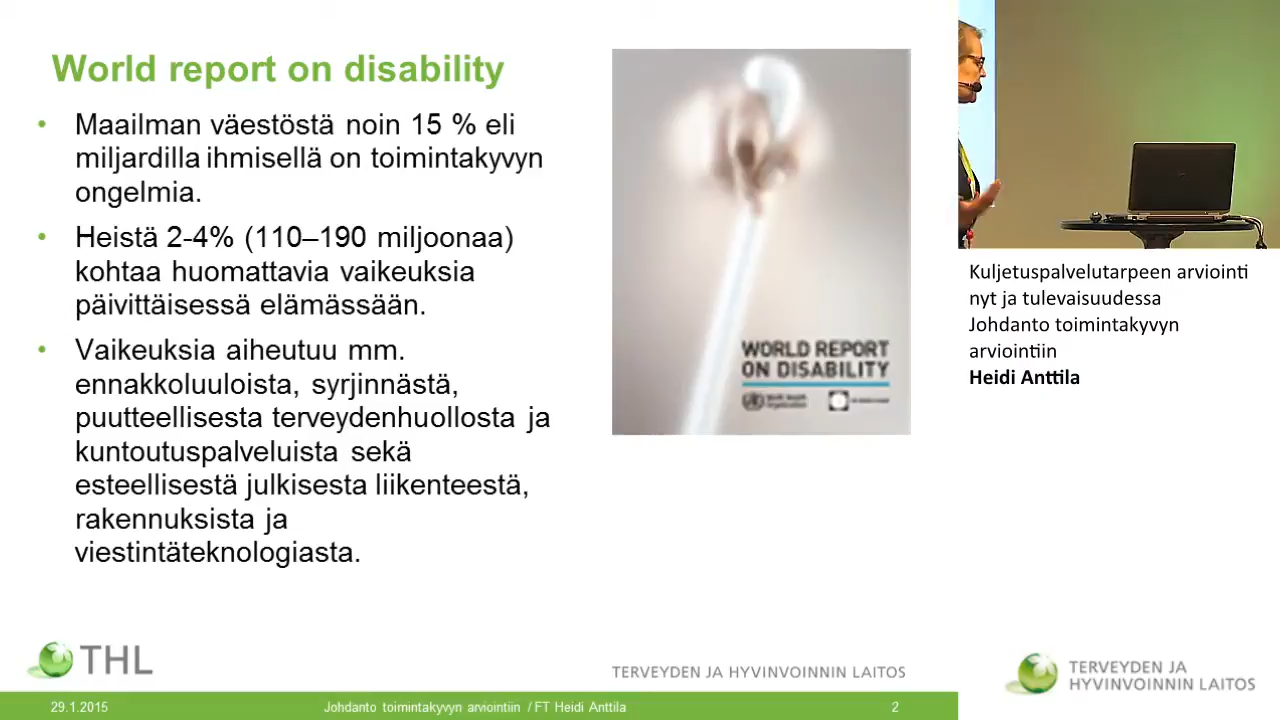 World report on disability
• Maailman väestöstä noin 15 % eli
miljardilla ihmisellä on toimintakyvyn
ongelmia.
• Heistä 2-4% (110–190 miljoonaa)
kohtaa huomattavia vaikeuksia
päivittäisessä elämässään.
• Vaikeuksia aiheutuu mm.
ennakkoluuloista, syrjinnästä,
puutteellisesta terveydenhuollosta ja
kuntoutuspalveluista sekä
esteellisestä julkisesta liikenteestä,
rakennuksista ja
viestintäteknologiasta.
WORLD REPORT
ON DISABILITY
Kuljetuspalvelutarpeen arviointi
nyt ja tulevaisuudessa
Johdanto toimintakyvyn
arviointiin
Heidi Anttila
THL
TERVEYDEN JA HYVINVOINNIN LAITOS
TERVEYDEN JA
HYVINVOINNIN LAITOS
29.1.2015
Johdanto toimintakyvyn arviointiin / FT Heidi Anttila
2